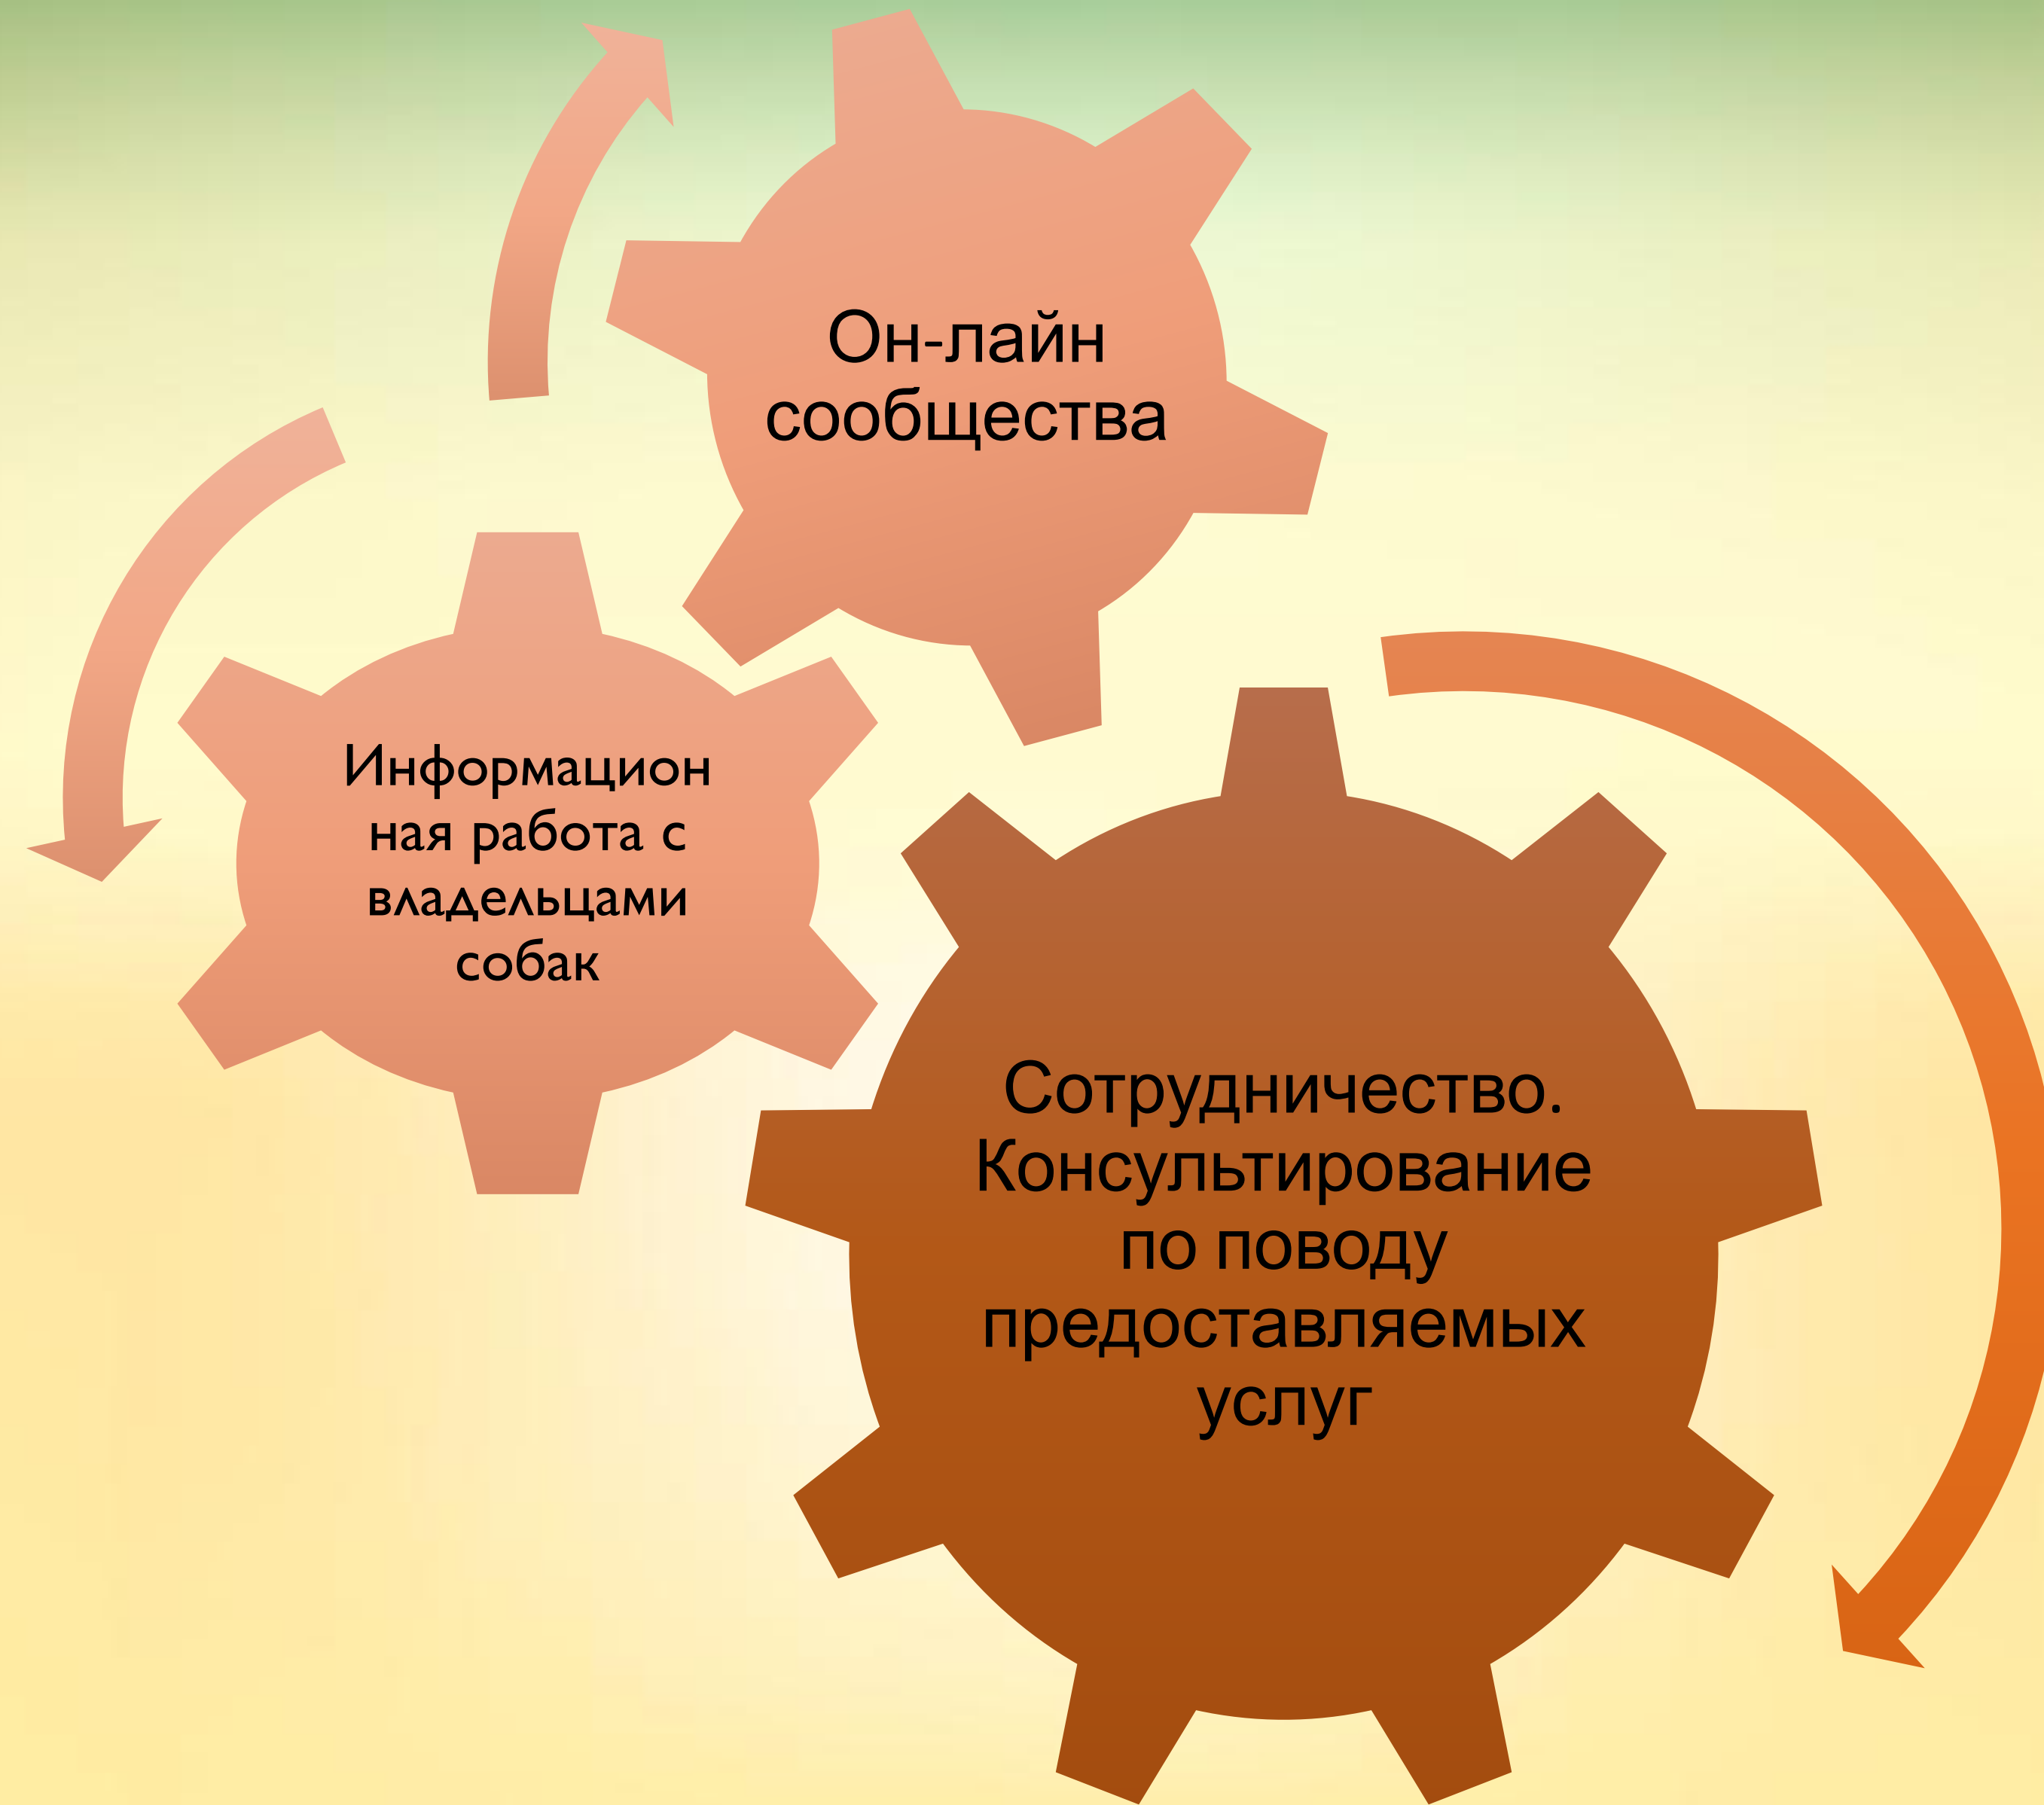 Он-лайн
сообщества
Информацион
ная работа с
владельцами
собак
Сотрудничество.
Консультирование
по поводу
предоставляемых
услуг